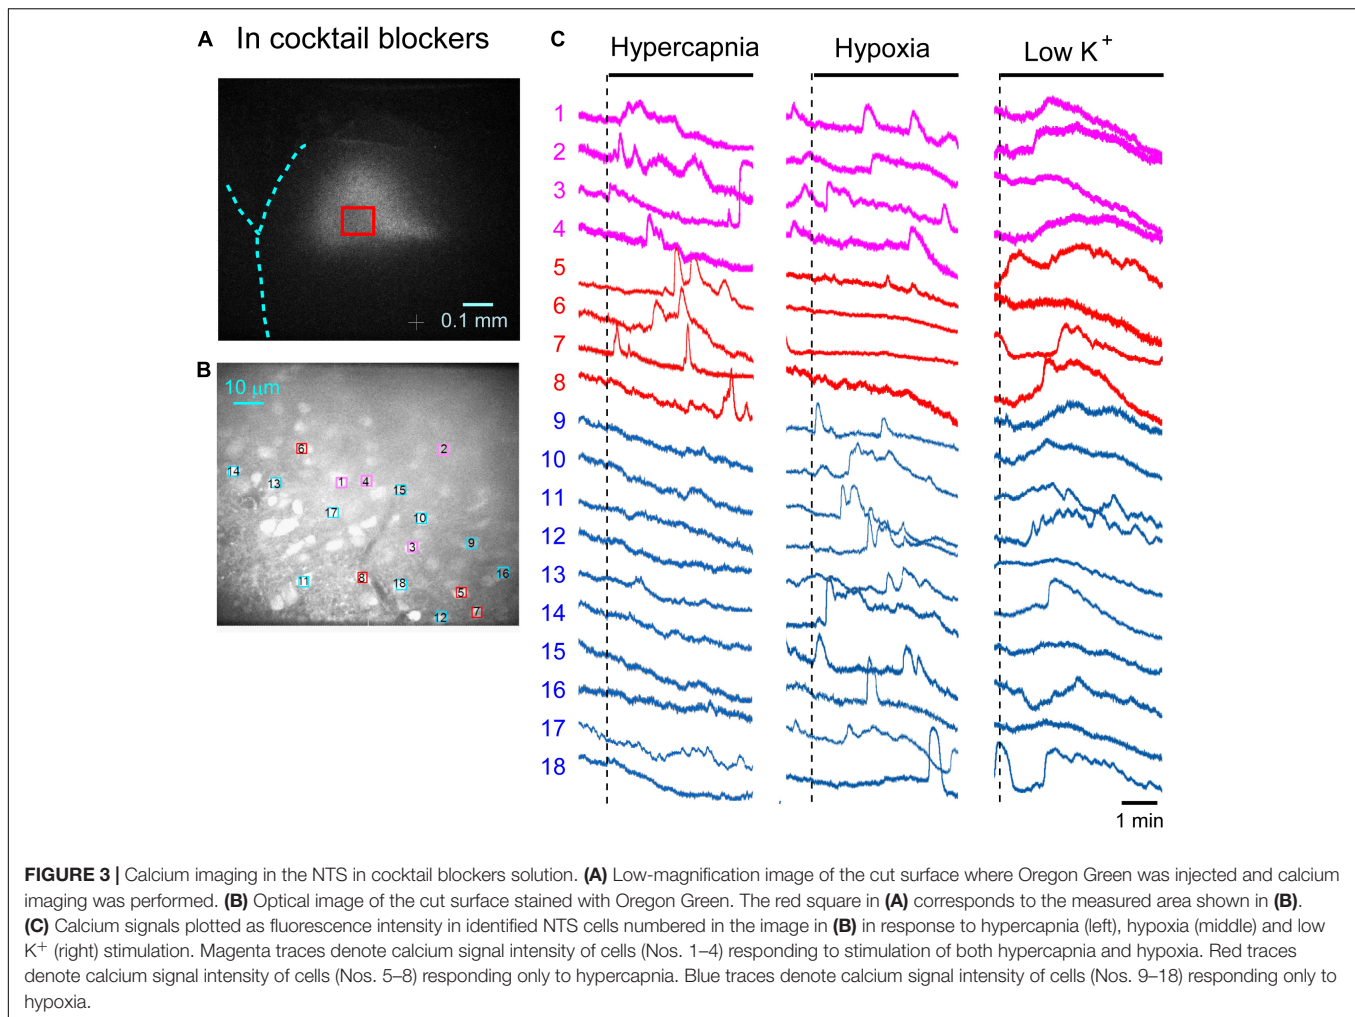 A In cocktail blockers
0.1 mm
B
10 μm
6
2
14
13
1
4
15
17
10
3
9
11
8
18
16
5
12
7
C
Hypercapnia
Hypoxia
Low K+
1
2
3
4
5
6
7
8
9
10
11
12
13
14
15
16
17
18
1 min
FIGURE 3 | Calcium imaging in the NTS in cocktail blockers solution. (A) Low-magnification image of the cut surface where Oregon Green was injected and calcium
imaging was performed. (B) Optical image of the cut surface stained with Oregon Green. The red square in (A) corresponds to the measured area shown in (B).
(C) Calcium signals plotted as fluorescence intensity in identified NTS cells numbered in the image in (B) in response to hypercapnia (left), hypoxia (middle) and low
K+ (right) stimulation. Magenta traces denote calcium signal intensity of cells (Nos. 1–4) responding to stimulation of both hypercapnia and hypoxia. Red traces
denote calcium signal intensity of cells (Nos. 5–8) responding only to hypercapnia. Blue traces denote calcium signal intensity of cells (Nos. 9–18) responding only to
hypoxia.